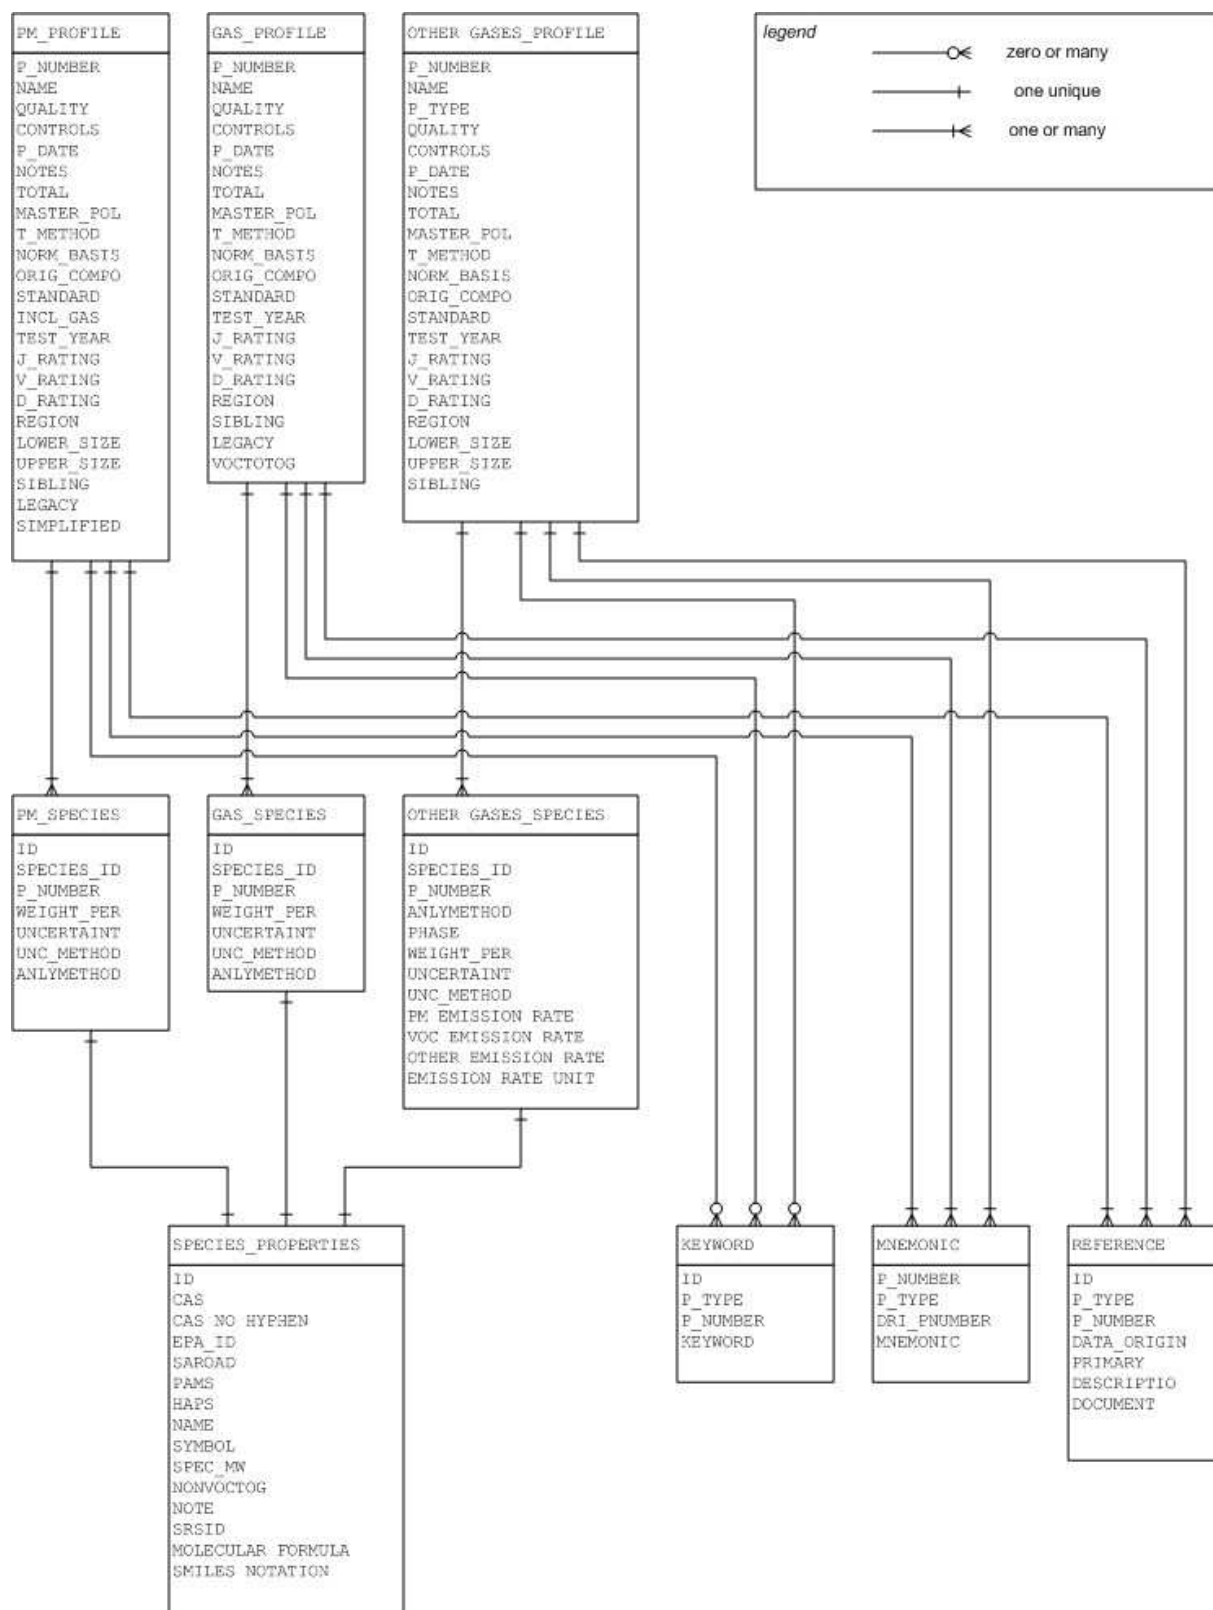 PM_PROFILE
P_NUMBER
NAME
QUALITY
CONTROLS
P_DATE
NOTES
TOTAL
MASTER_POL
T_METHOD
NORM_BASIS
ORIG_COMPO
STANDARD
INCL_GAS
TEST_YEAR
J_RATING
V_RATING
D_RATING
REGION
LOWER_SIZE
UPPER_SIZE
SIBLING
LEGACY
SIMPLIFIED
GAS_PROFILE
P_NUMBER
NAME
QUALITY
CONTROLS
P_DATE
NOTES
TOTAL
MASTER_POL
T_METHOD
NORM_BASIS
ORIG_COMPO
STANDARD
TEST_YEAR
J_RATING
V_RATING
D_RATING
REGION
SIBLING
LEGACY
VOCTOTOG
OTHER GASES_PROFILE
P_NUMBER
NAME
P_TYPE
QUALITY
CONTROLS
P_DATE
NOTES
TOTAL
MASTER_POL
T_METHOD
NORM_BASIS
ORIG_COMPO
STANDARD
TEST_YEAR
J_RATING
V_RATING
D_RATING
REGION
LOWER_SIZE
UPPER_SIZE
SIBLING
legend
zero or many
one unique
one or many
PM_SPECIES
ID
SPECIES_ID
P_NUMBER
WEIGHT_PER
UNCERTAINT
UNC_METHOD
ANLYMETHOD
GAS_SPECIES
ID
SPECIES_ID
P_NUMBER
WEIGHT_PER
UNCERTAINT
UNC_METHOD
ANLYMETHOD
OTHER GASES_SPECIES
ID
SPECIES_ID
P_NUMBER
ANLYMETHOD
PHASE
WEIGHT_PER
UNCERTAINT
UNC_METHOD
PM EMISSION RATE
VOC EMISSION RATE
OTHER EMISSION RATE
EMISSION RATE UNIT
SPECIES_PROPERTIES
ID
CAS
CAS NO HYPHEN
EPA_ID
SAROAD
PAMS
HAPS
NAME
SYMBOL
SPEC_MW
NONVOCTOG
NOTE
SRSID
MOLECULAR FORMULA
SMILES NOTATION
KEYWORD
ID
P_TYPE
P_NUMBER
KEYWORD
MNEMONIC
P_NUMBER
P_TYPE
DRI_PNUMBER
MNEMONIC
REFERENCE
ID
P_TYPE
P_NUMBER
DATA_ORIGIN
PRIMARY
DESCRIPTIO
DOCUMENT